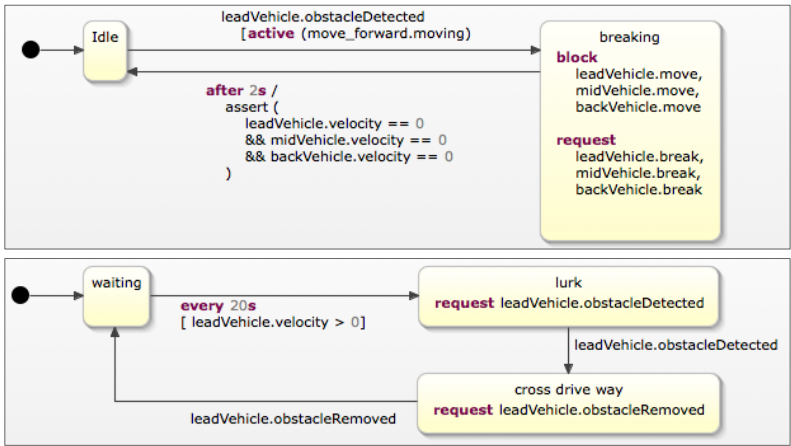 leadVehicle.obstacleDetected
[active (move_forward.moving)
Idle
breaking
block
leadVehicle.move,
midVehicle.move,
backVehicle.move
request
leadVehicle.break,
midVehicle.break,
backVehicle.break
after 2s /
assert (
leadVehicle.velocity == 0
&& midVehicle.velocity == 0
&& backVehicle.velocity == 0
)
waiting
every 20s
[ leadVehicle.velocity > 0]
lurk
request leadVehicle.obstacleDetected
leadVehicle.obstacleDetected
cross drive way
request leadVehicle.obstacleRemoved
leadVehicle.obstacleRemoved